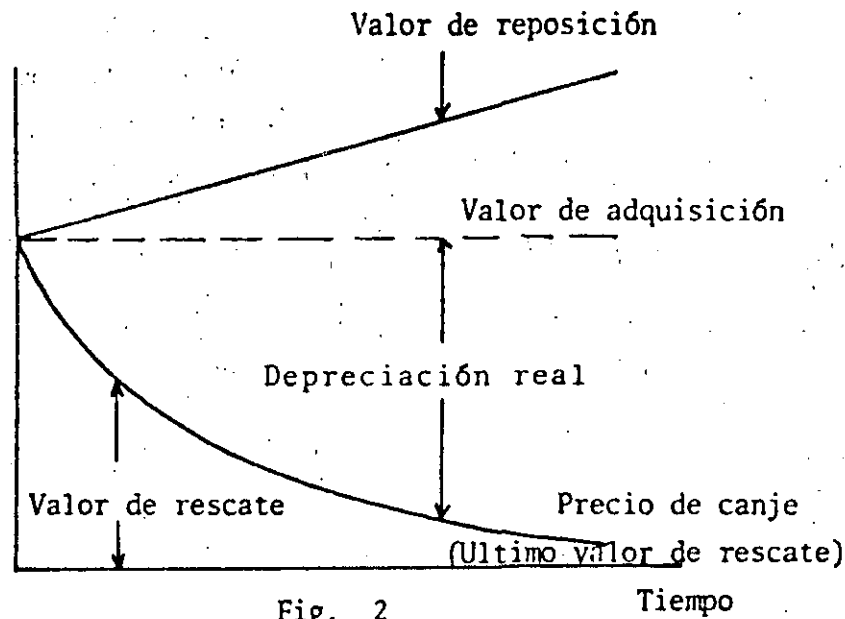 Valor de reposición
Valor de adquisición
Depreciación real
Valor de rescate
Precio de canje
(Ultimo valor de rescate)
Tiempo
Fig. 2